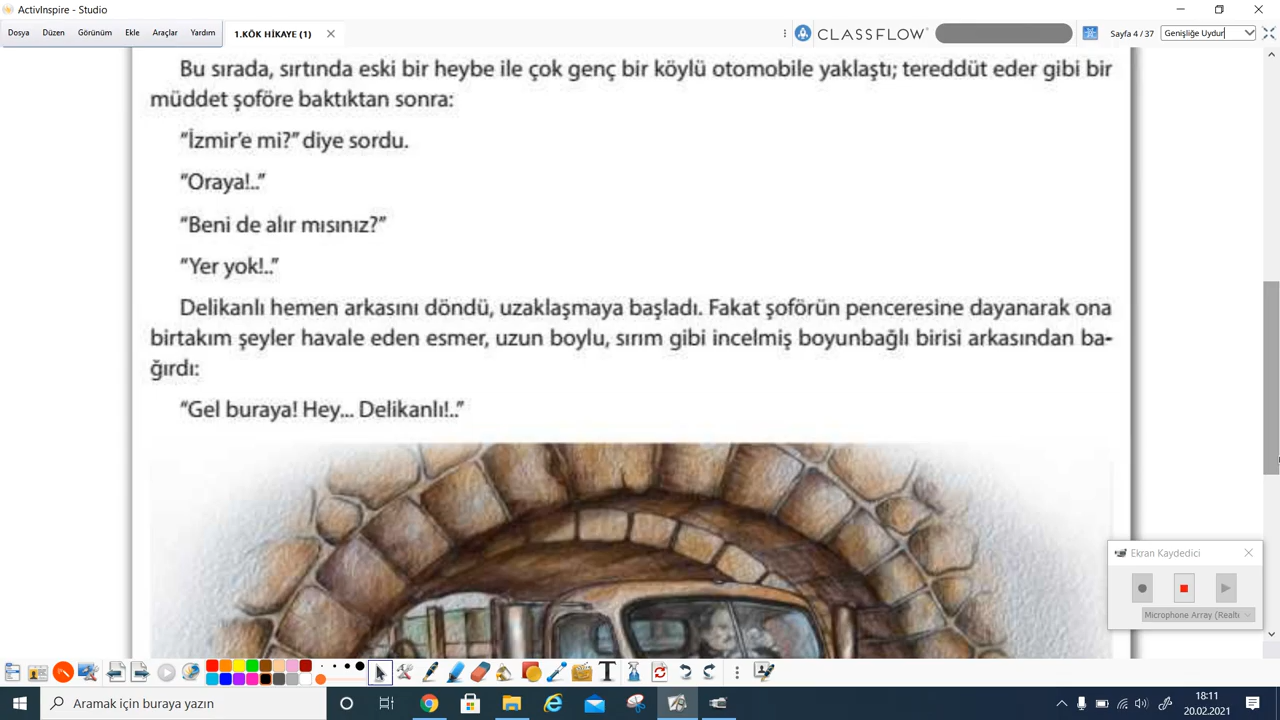 ActivInspire - Studio
Dosya Düzen Görünüm Ekle Araçlar Yardım
1.KÖK HİKAYE (1)
CLASSFLOW
Sayfa 4 / 37
Genişliğe Uydur
Bu sırada, sırtında eski bir heybe ile çok genç bir köylü otomobile yaklaştı; tereddüt eder gibi bir
müddet şoföre baktıktan sonra:
“İzmir’e mi?” diye sordu.
“Oraya!..”
“Beni de alır mısınız?”
“Yer yok!..”
Delikanlı hemen arkasını döndü, uzaklaşmaya başladı. Fakat şoförün penceresine dayanarak ona
birtakım şeyler havale eden esmer, uzun boylu, sırım gibi incelmiş boyunbağlı birisi arkasından ba-
ğırdı:
“Gel buraya! Hey... Delikanlı!..”
Ekran Kaydedici
Microphone Array (Realte
Aramak için buraya yazın
18:11
20.02.2021